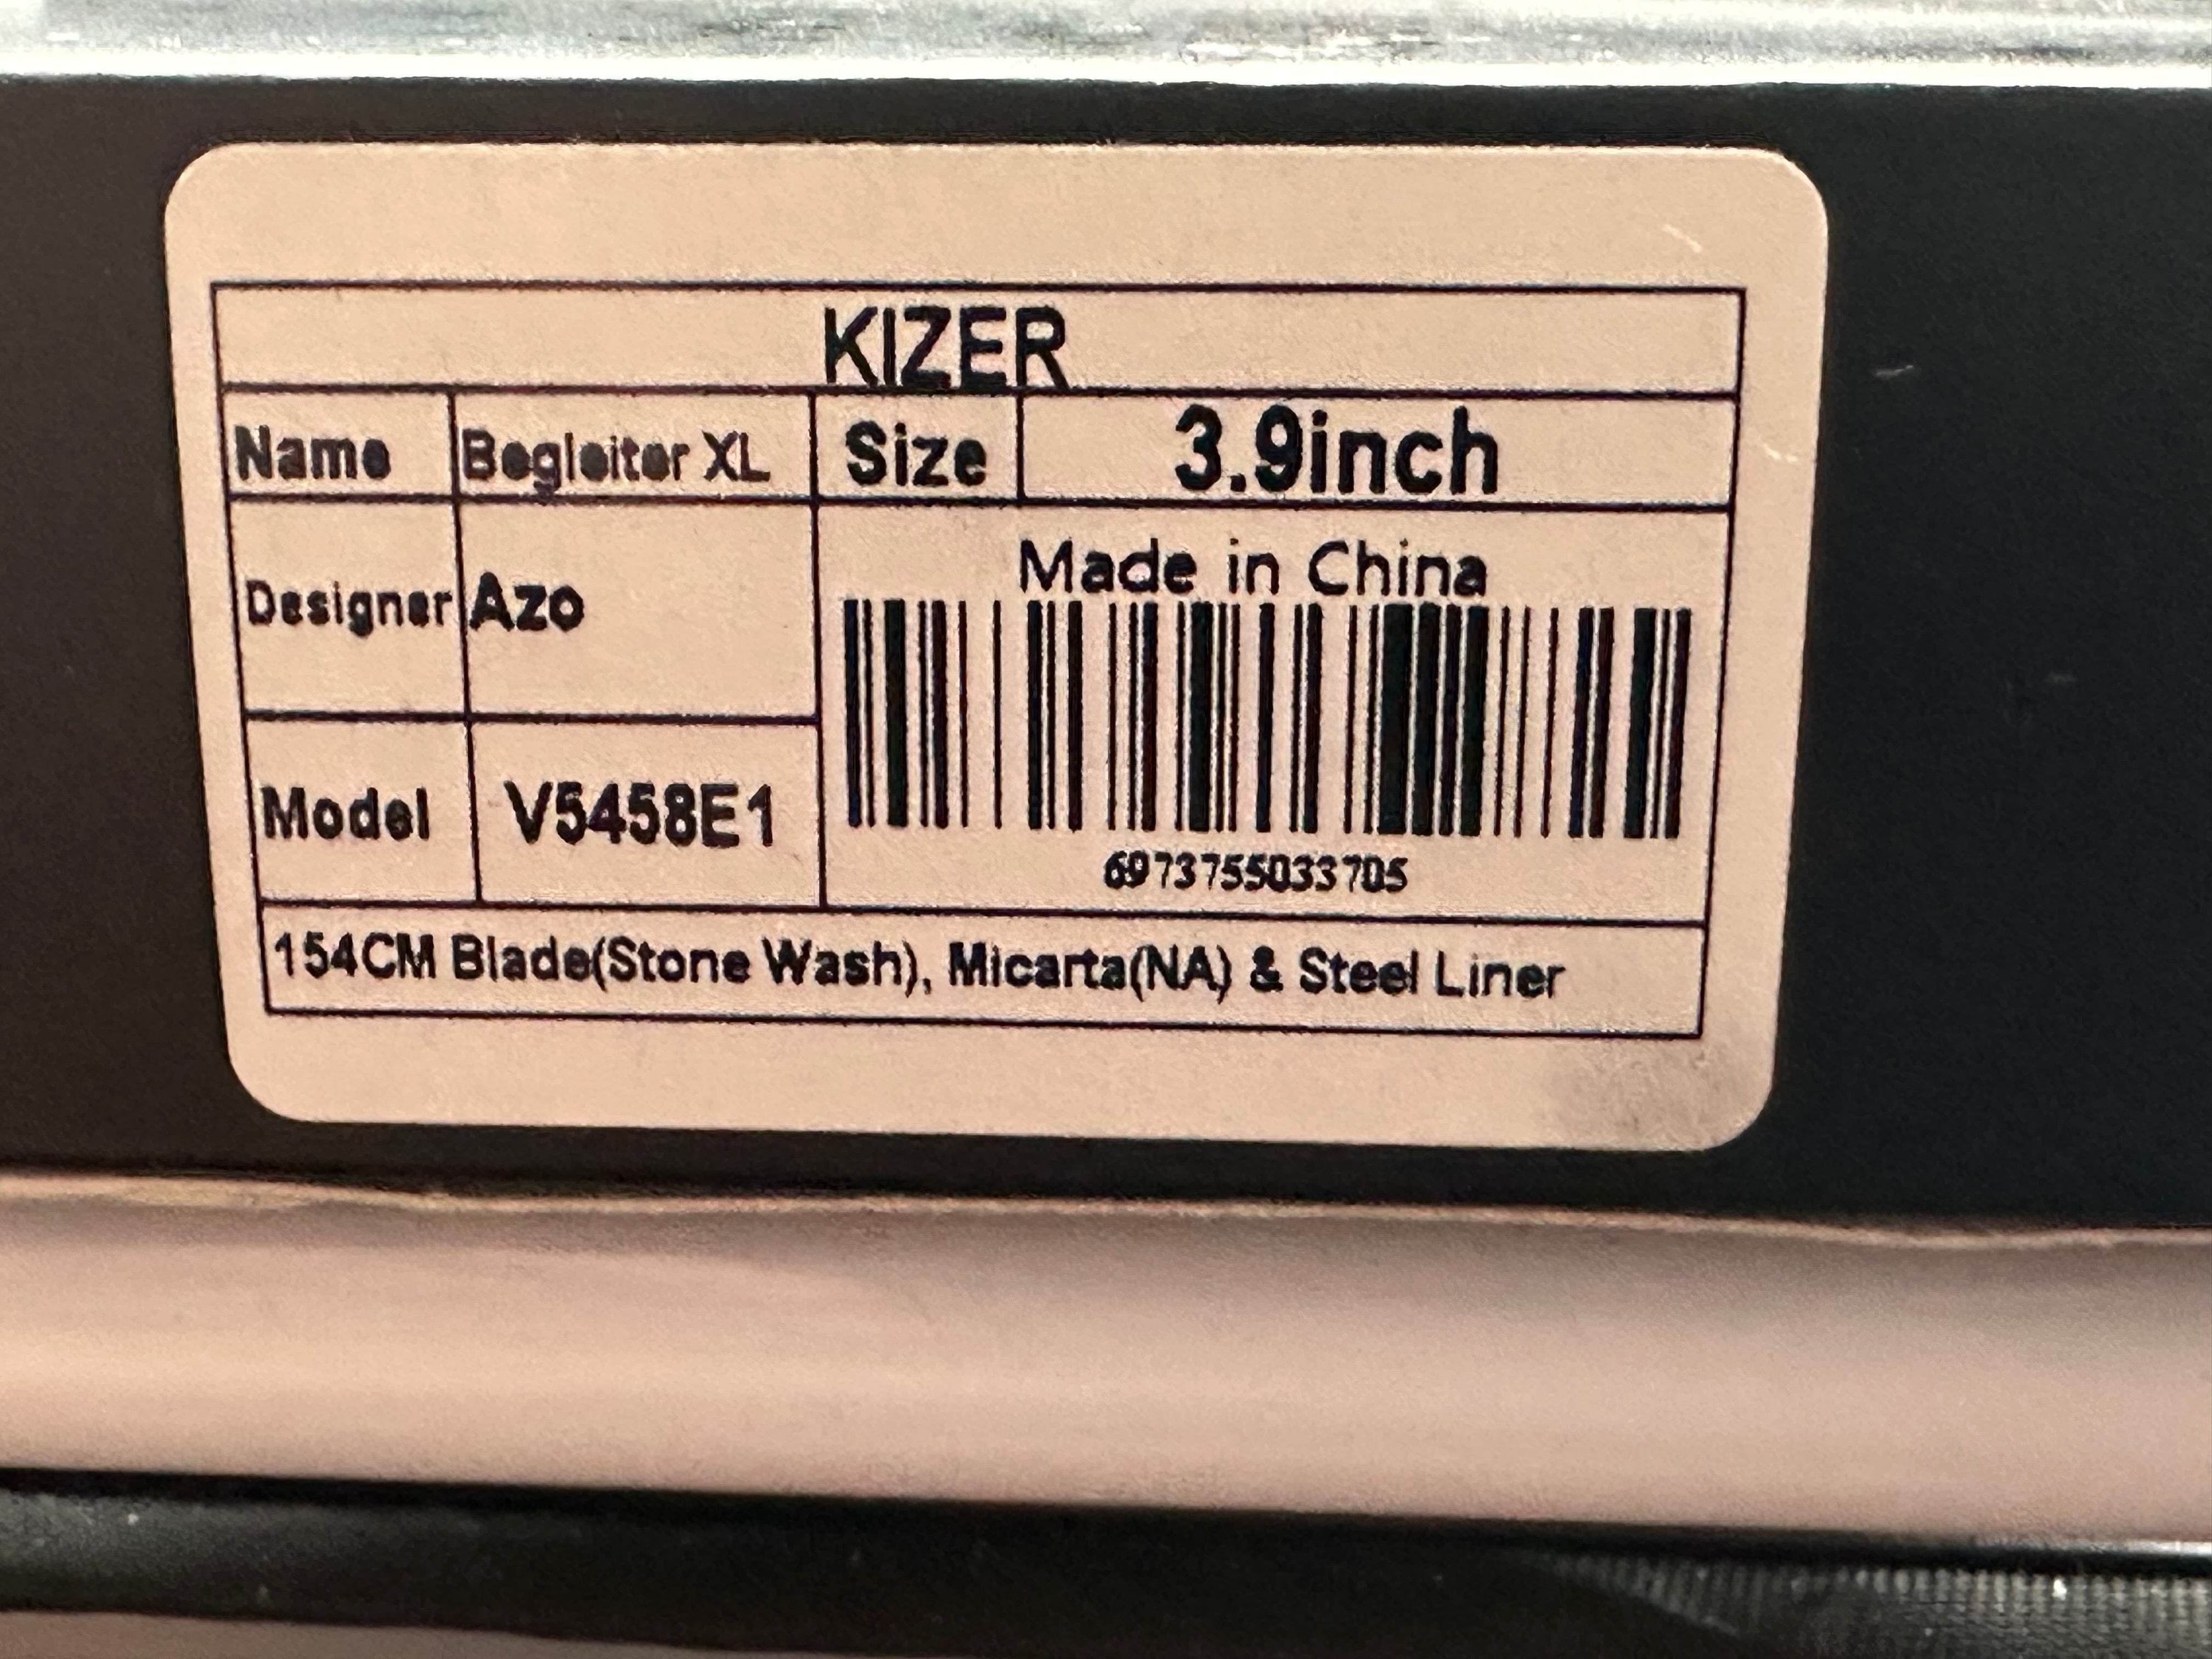 KIZER
Name Begleiter XL Size 3.9inch
Designer Azo
Made in China
6973755033705
Model V5458E1
154CM Blade(Stone Wash), Micarta(NA) & Steel Liner